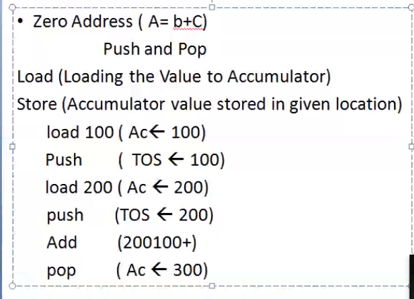 • Zero Address ( A= b+C)
Push and Pop
Load (Loading the Value to Accumulator)
Store (Accumulator value stored in given location)
load 100 ( Ac← 100)
Push ( TOS ← 100)
load 200 ( Ac ← 200)
push (TOS ← 200)
Add (200100+)
pop ( Ac ← 300)